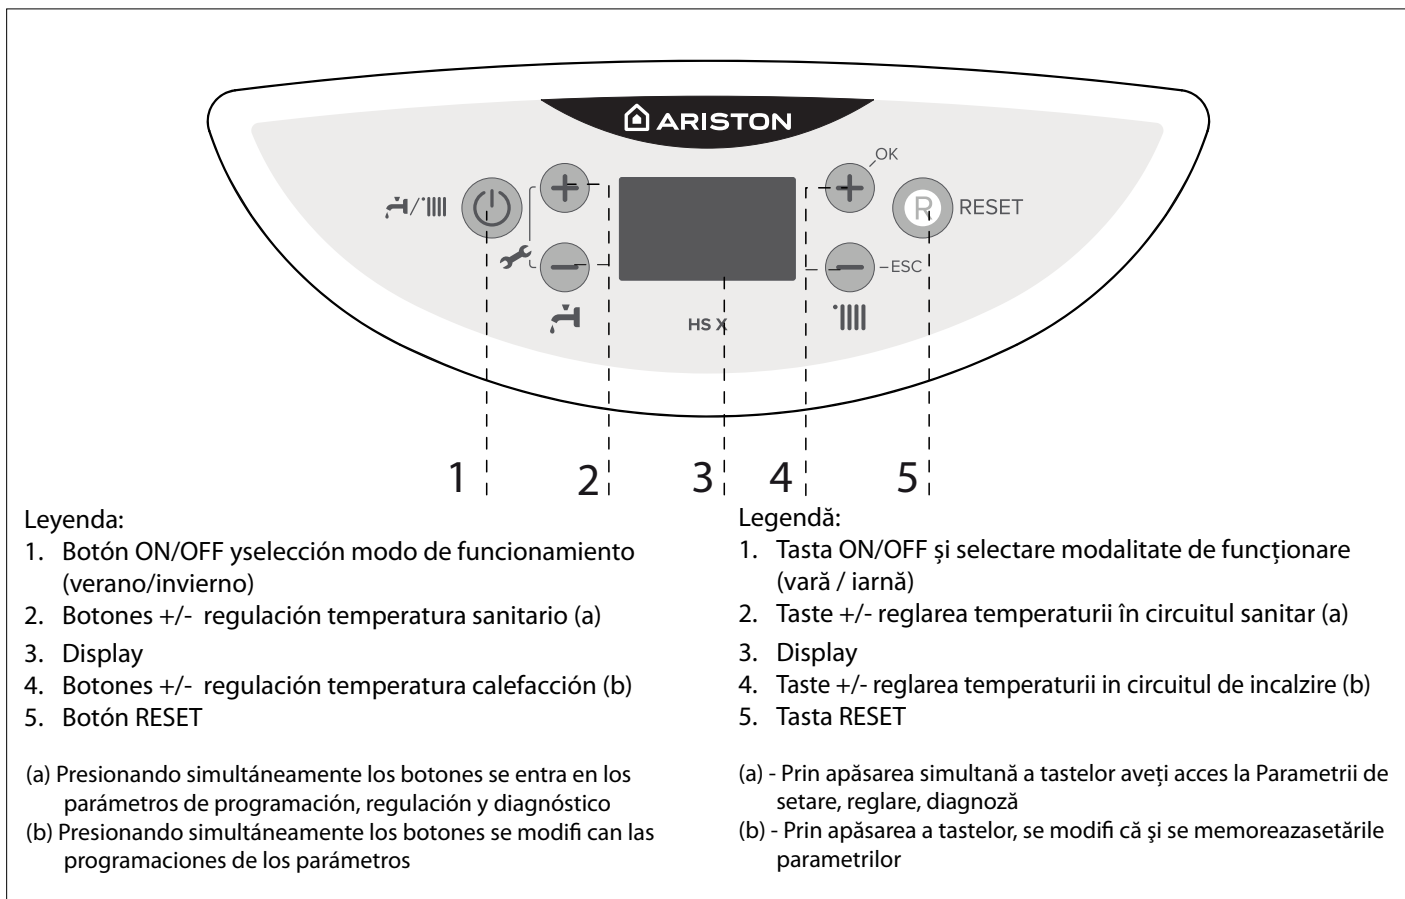 ARISTON
OK
R
RESET
ESC
HS X
1
2
3
4
5
Leyenda:
1. Botón ON/OFF yselección modo de funcionamiento
(verano/invierno)
2. Botones +/- regulación temperatura sanitario (a)
3. Display
4. Botones +/- regulación temperatura calefacción (b)
5. Botón RESET
(a) Presionando simultáneamente los botones se entra en los
parámetros de programación, regulación y diagnóstico
(b) Presionando simultáneamente los botones se modifi can las
programaciones de los parámetros
Legendă:
1. Tasta ON/OFF și selectare modalitate de funcționare
(vară / iarnă)
2. Taste +/- reglarea temperaturii în circuitul sanitar (a)
3. Display
4. Taste +/- reglarea temperaturii in circuitul de incalzire (b)
5. Tasta RESET
(a) - Prin apăsarea simultană a tastelor aveți acces la Parametrii de
setare, reglare, diagnoză
(b) - Prin apăsarea a tastelor, se modifi că şi se memoreazasetările
parametrilor